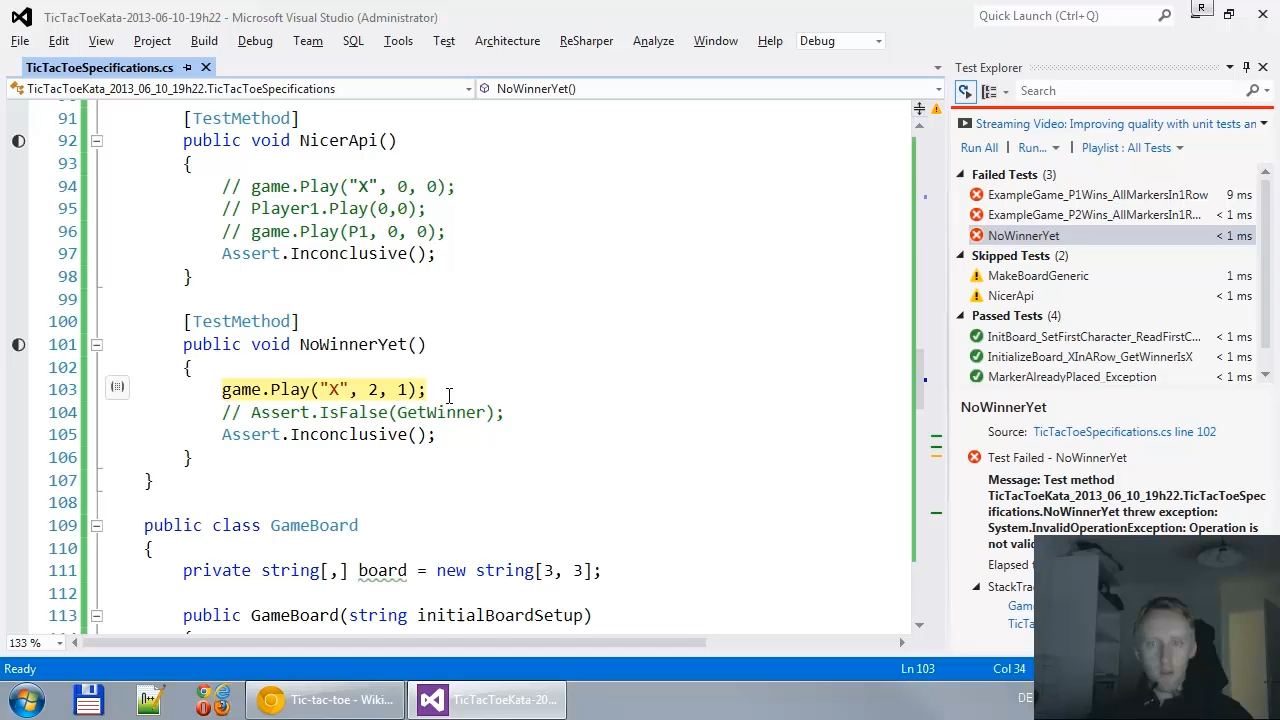 TicTacToeKata-2013-06-10-19h22 - Microsoft Visual Studio (Administrator)
Quick Launch (Ctrl+Q)
R
File Edit View Project Build Debug Team SQL Tools Test Architecture ReSharper Analyze Window Help Debug
TicTacToeSpecifications.cs
TicTacToeKata_2013_06_10_19h22.TicTacToeSpecifications
NoWinnerYet()
91 [TestMethod]
92 public void NicerApi()
93 {
94 // game.Play("X", 0, 0);
95 // Player1.Play(0,0);
96 // game.Play(P1, 0, 0);
97 Assert.Inconclusive();
98 }
99
100 [TestMethod]
101 public void NoWinnerYet()
102 {
103 game.Play("X", 2, 1);
104 // Assert.IsFalse(GetWinner);
105 Assert.Inconclusive();
106 }
107 }
108
109 public class GameBoard
110 {
111 private string[,] board = new string[3, 3];
112
113 public GameBoard(string initialBoardSetup)
133 %
Test Explorer
Search
Streaming Video: Improving quality with unit tests an
Run All Run... Playlist : All Tests
Failed Tests (3)
ExampleGame_P1Wins_AllMarkersIn1Row 9 ms
ExampleGame_P2Wins_AllMarkersIn1R... < 1 ms
NoWinnerYet < 1 ms
Skipped Tests (2)
MakeBoardGeneric < 1 ms
NicerApi < 1 ms
Passed Tests (4)
InitBoard_SetFirstCharacter_ReadFirstC... < 1 ms
InitializeBoard_XInARow_GetWinnerIsX < 1 ms
MarkerAlreadyPlaced_Exception < 1 ms
NoWinnerYet
Source: TicTacToeSpecifications.cs line 102
Test Failed - NoWinnerYet
Message: Test method
TicTacToeKata_2013_06_10_19h22.TicTacToeSpec
ifications.NoWinnerYet threw exception:
System.InvalidOperationException: Operation is
not vali
Elapsed t
StackTra
Gam
TicTa
Ready
Ln 103
Col 34
Tic-tac-toe - Wiki...
TicTacToeKata-20...
DE